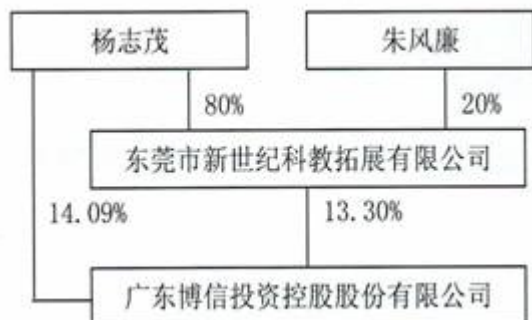 杨志茂
朱风廉
80%
20%
东莞市新世纪科教拓展有限公司
14.09%
13.30%
广东博信投资控股股份有限公司